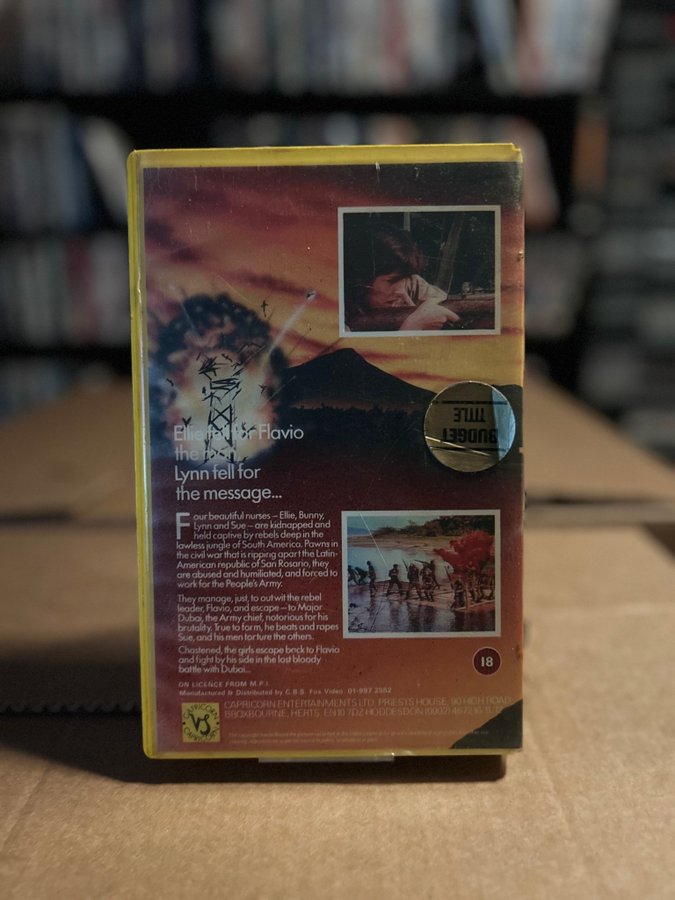 Ellie fell for Flavio
the man,
Lynn fell for
the message...
Four beautiful nurses – Ellie, Bunny,
Lynn and Sue – are kidnapped and
held captive by rebels deep in the
lawless jungle of South America. Pawns in
the civil war that is ripping apart the Latin-
American republic of San Rosario, they
are abused and humiliated, and forced to
work for the People's Army.
They manage, just, to outwit the rebel
leader, Flavio, and escape – to Major
Dubai, the Army chief, notorious for his
brutality. True to form, he beats and rapes
Sue, and his men torture the others.
Chastened, the girls escape back to Flavio
and fight by his side in the last bloody
battle with Dubai...
BUDGET
TITLE
18
ON LICENCE FROM M.P.I.
Manufactured & Distributed by C.B.S. Fox Video 01-997 2552
CAPRICORN
VS
CAPRICORN
CAPRICORN ENTERTAINMENTS LTD. PRIESTS HOUSE, 90 HIGH ROAD,
BROXBOURNE, HERTS. EN10 7DZ HODDESDON (0992)